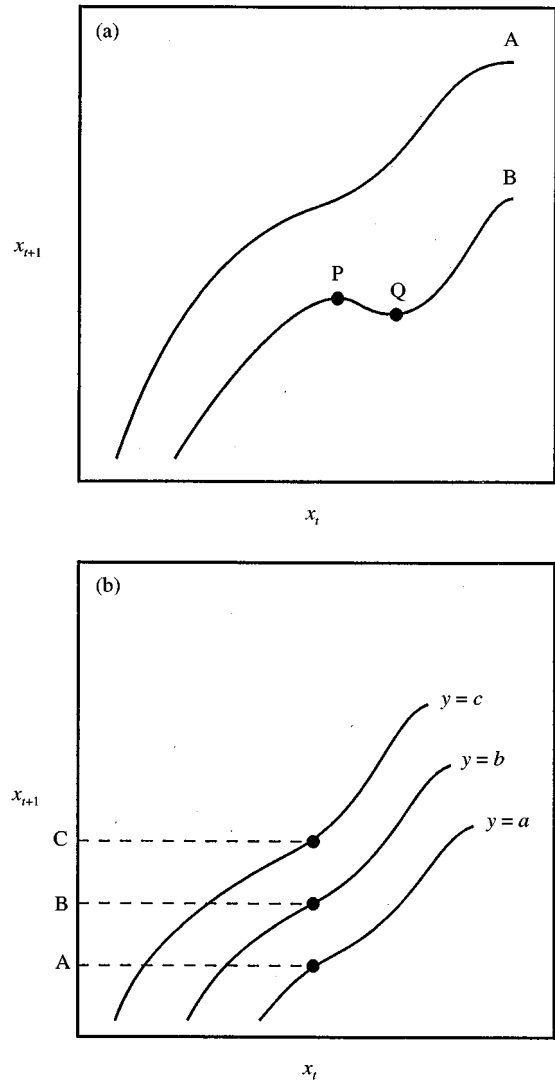 (a)
A
B
x_{t+1}
P
Q
x_t
(b)
y = c
y = b
x_{t+1}
y = a
C
B
A
x_t